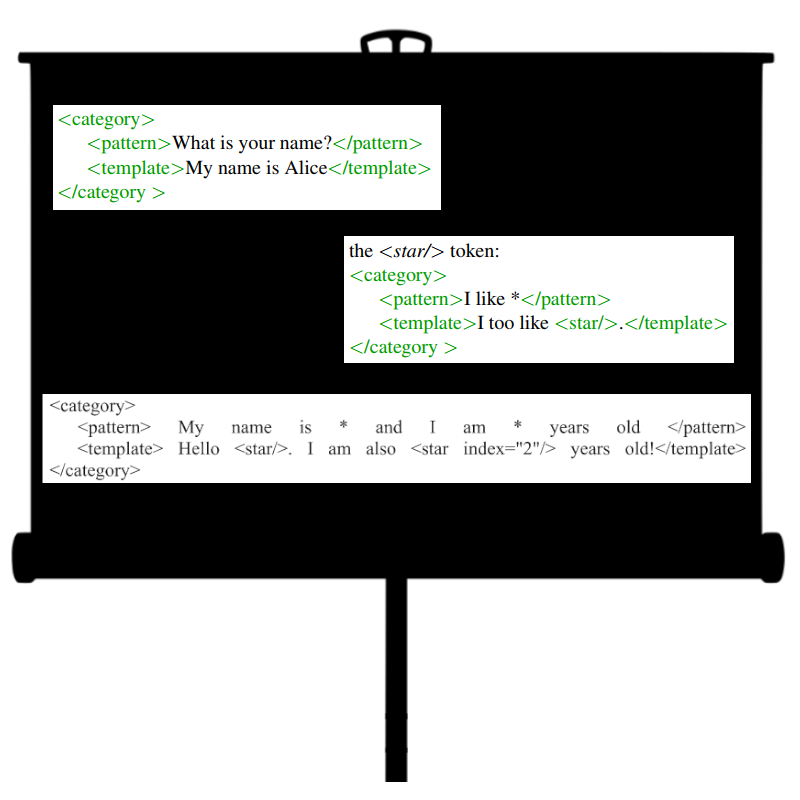 <category>
<pattern>What is your name?</pattern>
<template>My name is Alice</template>
</category >
the <star/> token:
<category>
<pattern>I like *</pattern>
<template>I too like <star/>.</template>
</category >
<category>
<pattern> My name is * and I am * years old </pattern>
<template> Hello <star/>. I am also <star index="2"/> years old!</template>
</category>